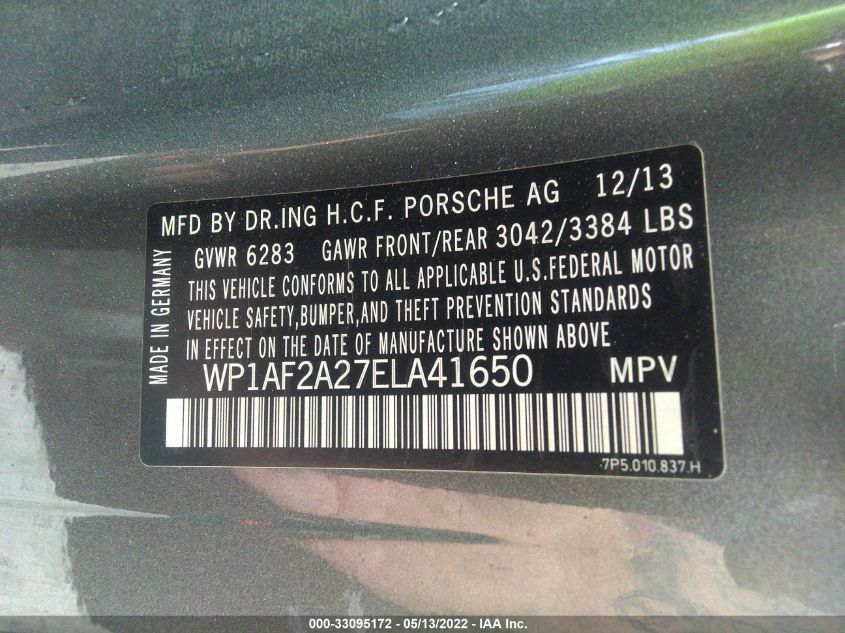 MFD BY DR.ING H.C.F. PORSCHE AG 12/13
GVWR 6283 GAWR FRONT/REAR 3042/3384 LBS
THIS VEHICLE CONFORMS TO ALL APPLICABLE U.S.FEDERAL MOTOR
VEHICLE SAFETY,BUMPER,AND THEFT PREVENTION STANDARDS
IN EFFECT ON THE DATE OF MANUFACTURE SHOWN ABOVE
WP1AF2A27ELA41650 MPV
MADE IN GERMANY
7P5.010.837.H
000-33095172 - 05/13/2022 - IAA Inc.